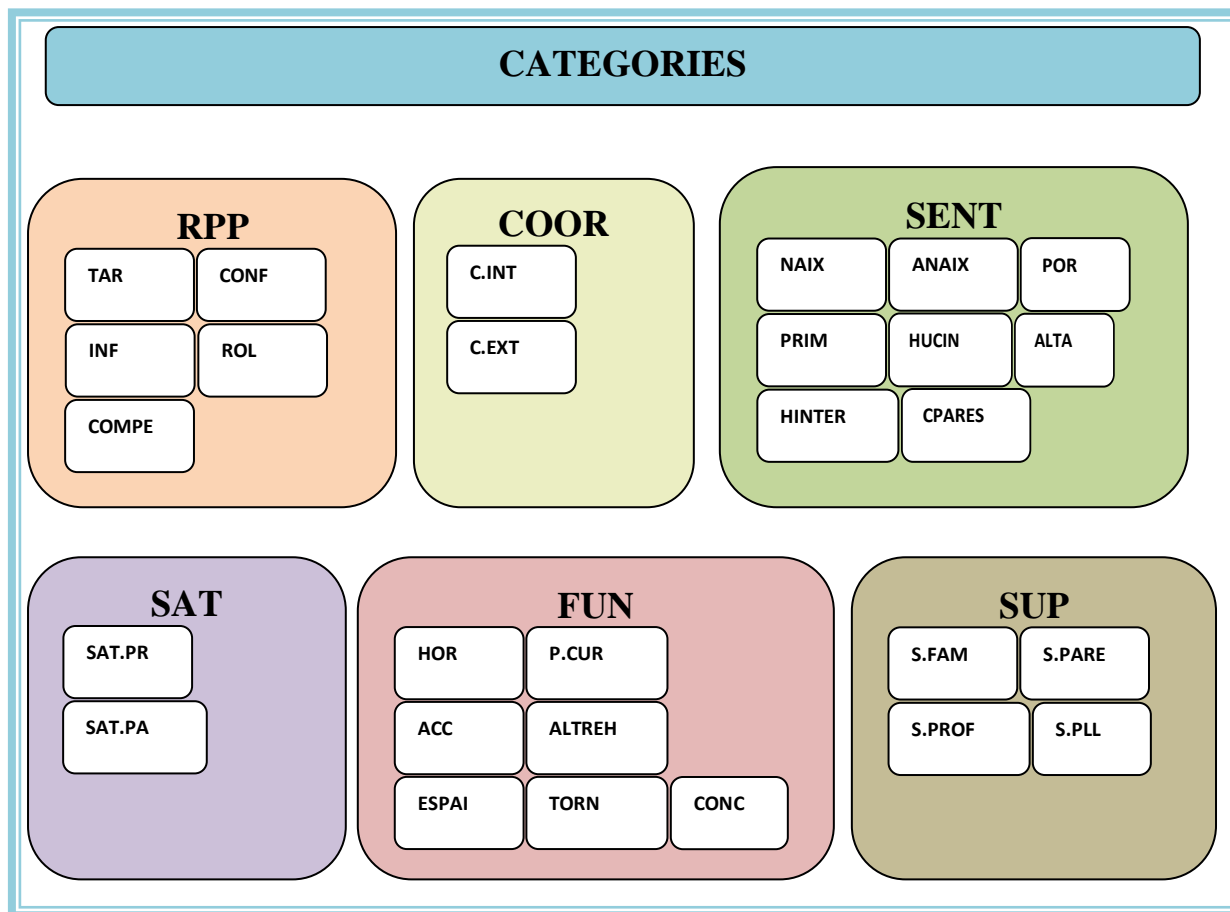 CATEGORIES
RPP
TAR CONF
INF ROL
COMPE
COOR
C.INT
C.EXT
SENT
NAIX ANAIX POR
PRIM HUCIN ALTA
HINTER CPARES
SAT
SAT.PR
SAT.PA
FUN
HOR P.CUR
ACC ALTREH
ESPAI TORN CONC
SUP
S.FAM S.PARE
S.PROF S.PLL